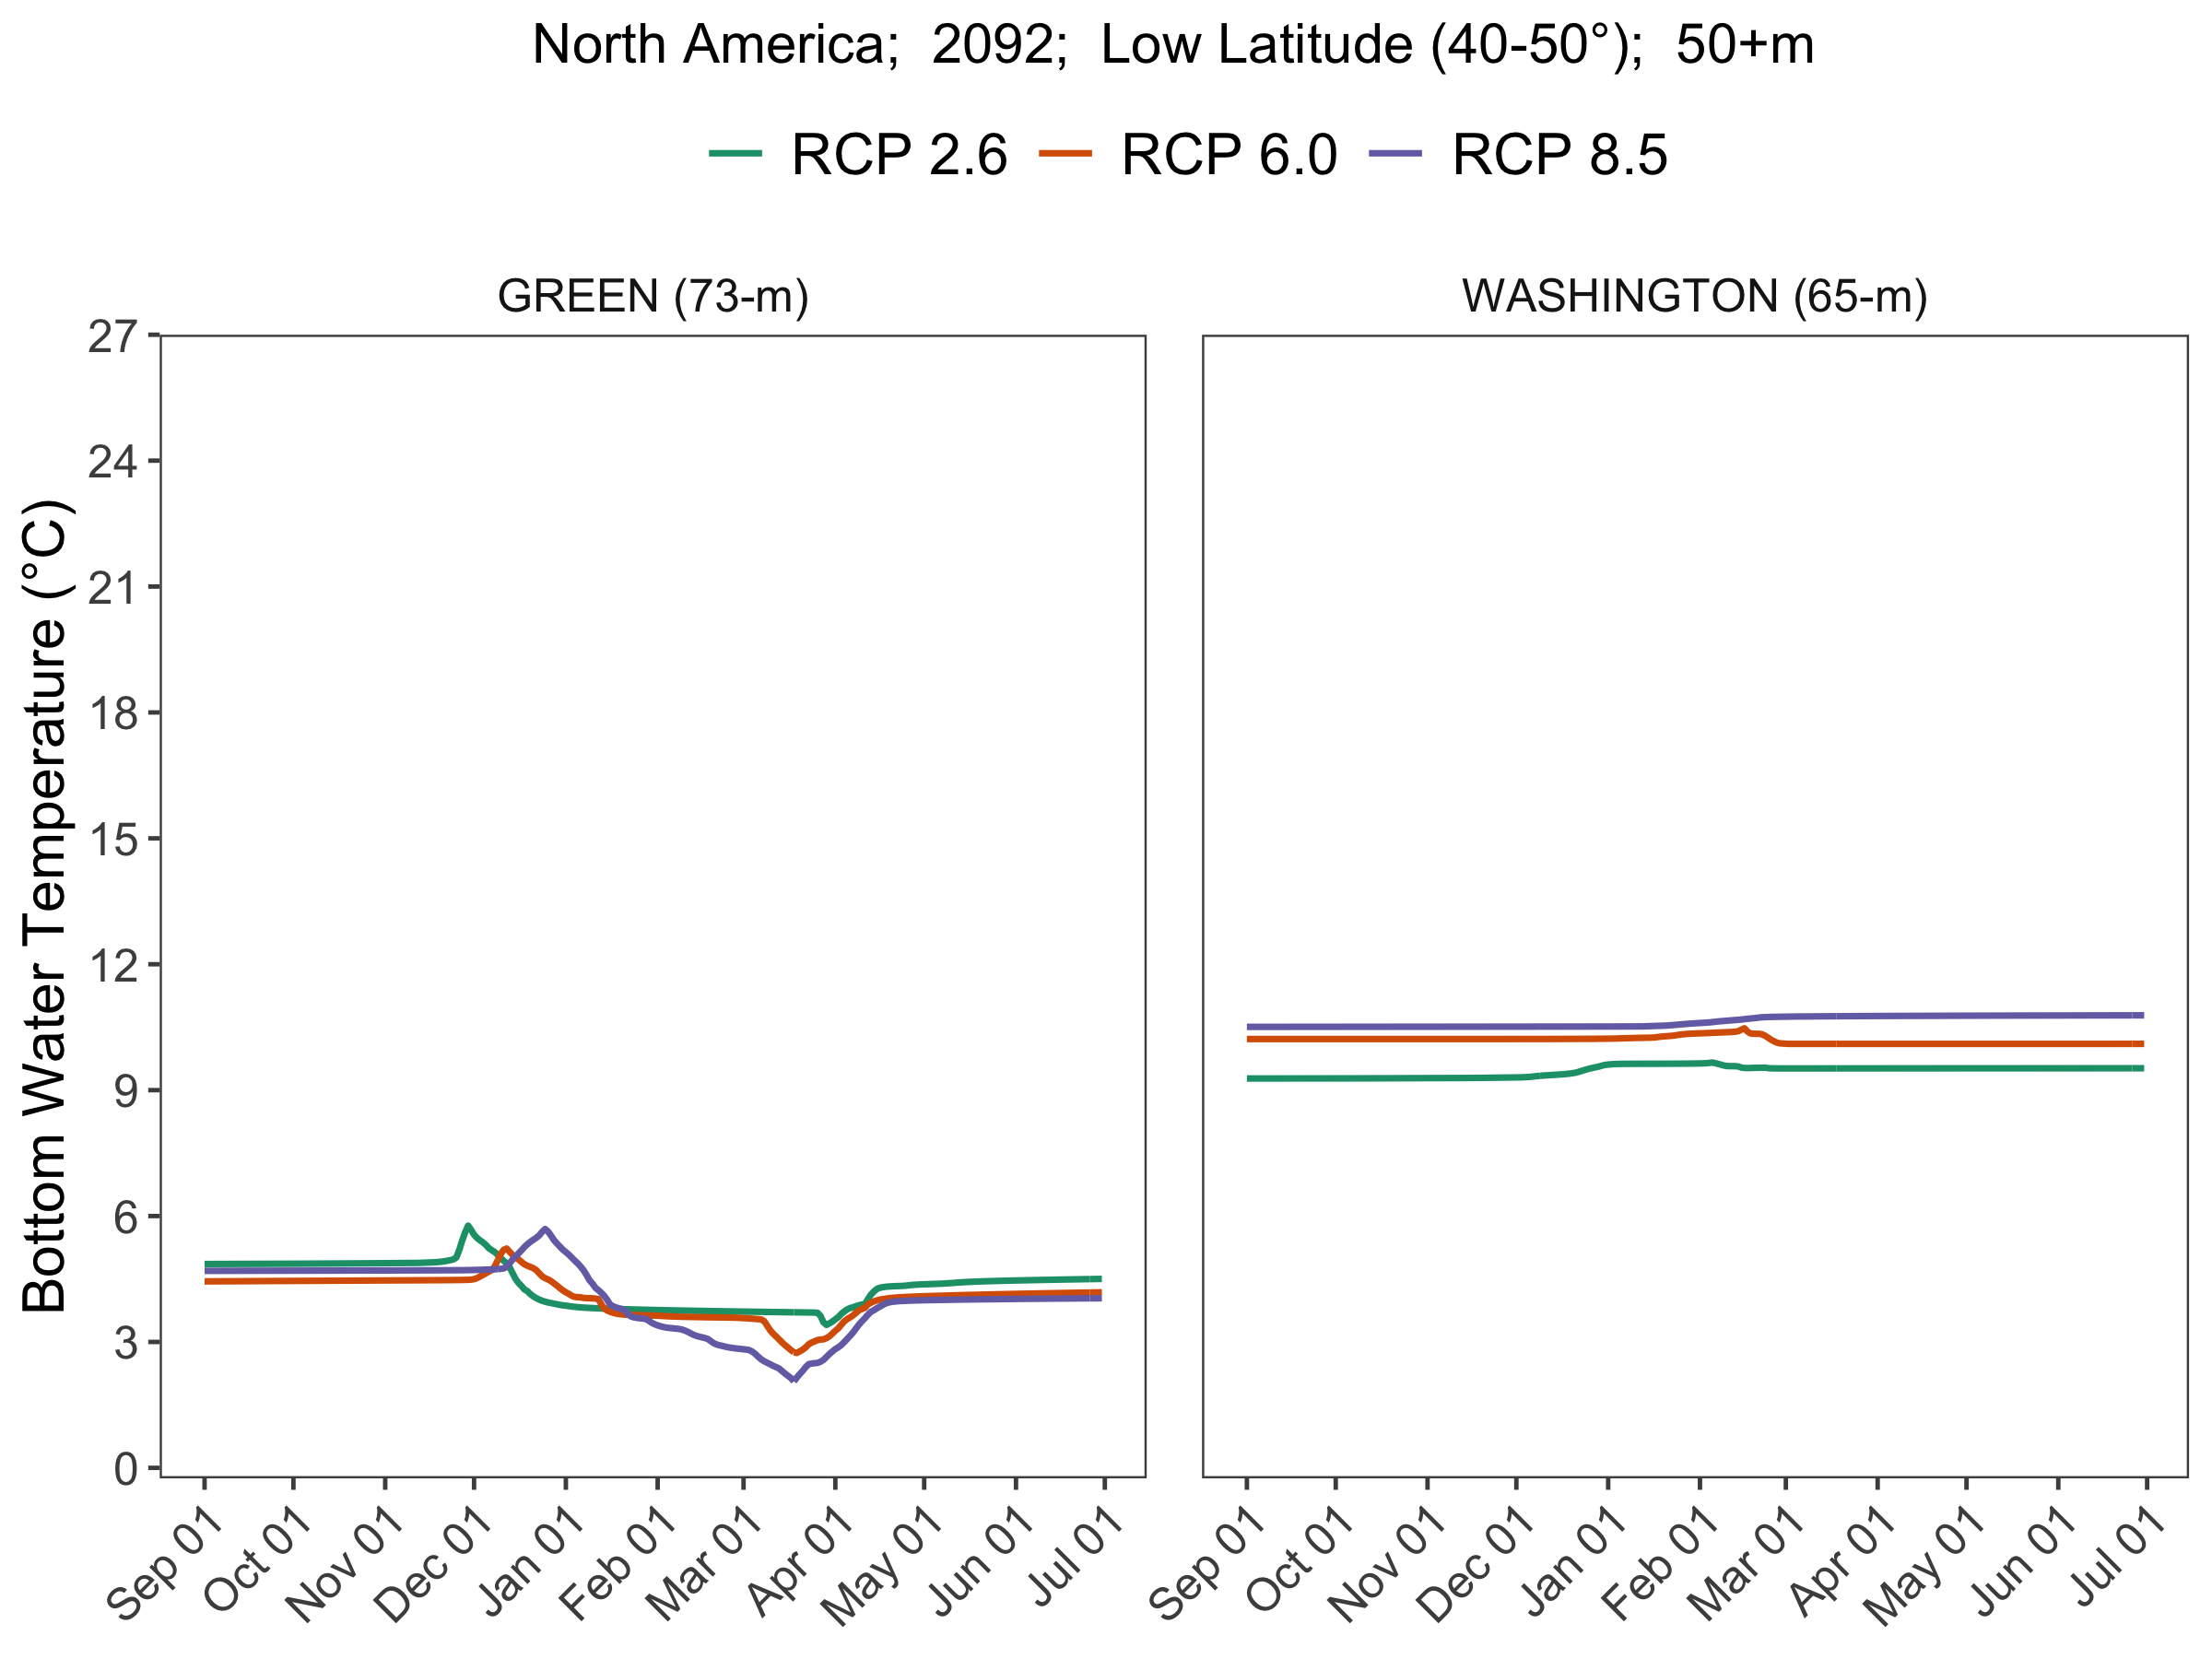 North America;  2092;  Low Latitude (40-50°);  50+m
RCP 2.6 RCP 6.0 RCP 8.5
GREEN (73-m) WASHINGTON (65-m)
Bottom Water Temperature (°C)
27
24
21
18
15
12
9
6
3
0
Sep 01 Oct 01 Nov 01 Dec 01 Jan 01 Feb 01 Mar 01 Apr 01 May 01 Jun 01 Jul 01 Sep 01 Oct 01 Nov 01 Dec 01 Jan 01 Feb 01 Mar 01 Apr 01 May 01 Jun 01 Jul 01